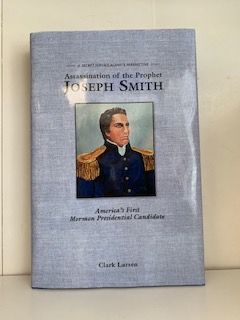 A SECRET SERVICE AGENT'S PERSPECTIVE
Assassination of the Prophet
JOSEPH SMITH
America's First
Mormon Presidential Candidate
Clark Larsen